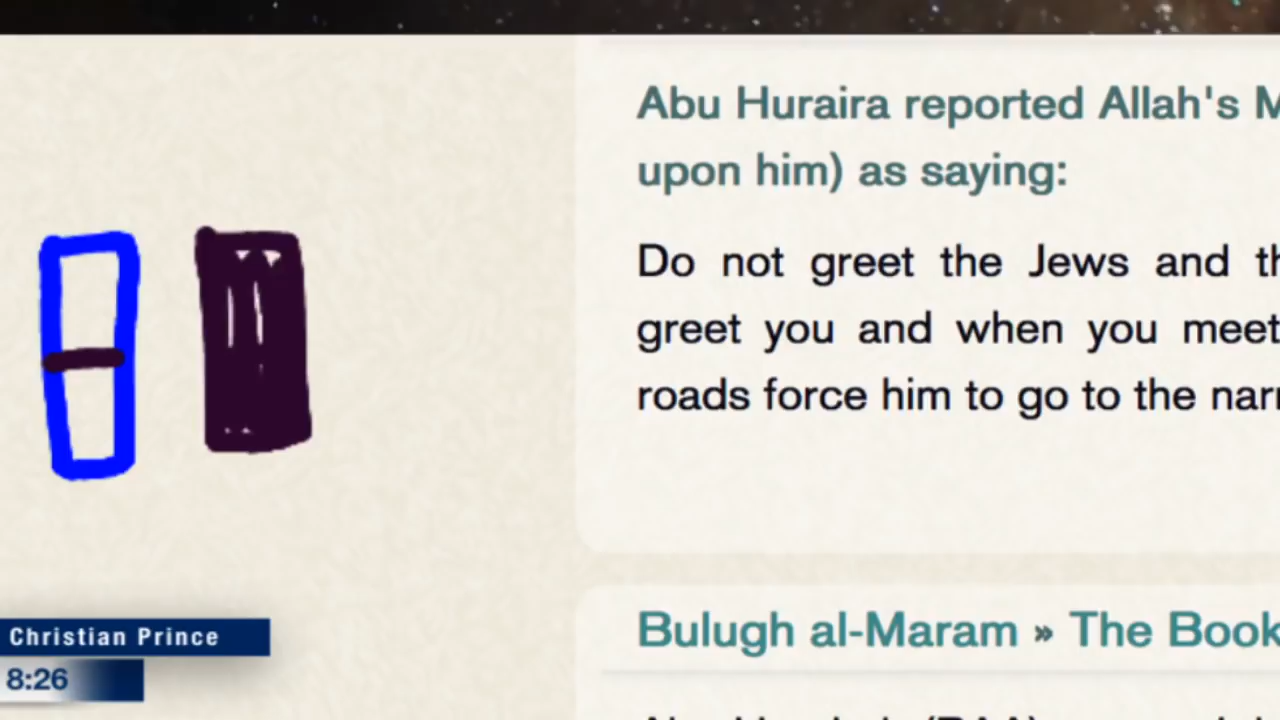 Abu Huraira reported Allah's
upon him) as saying:
Do not greet the Jews and
greet you and when you meet
roads force him to go to the
Bulugh al-Maram » The Book
Christian Prince
8:26